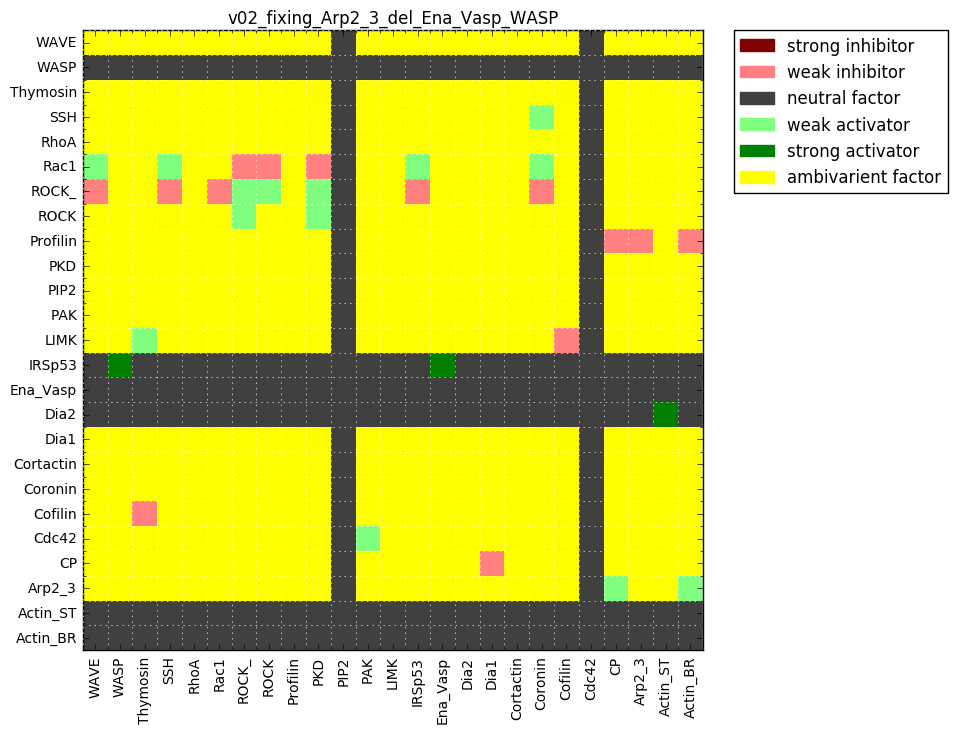 v02_fixing_Arp2_3_del_Ena_Vasp_WASP
WAVE
WASP
Thymosin
SSH
RhoA
Rac1
ROCK_
ROCK
Profilin
PKD
PIP2
PAK
LIMK
IRSp53
Ena_Vasp
Dia2
Dia1
Cortactin
Coronin
Cofilin
Cdc42
CP
Arp2_3
Actin_ST
Actin_BR
WAVE
WASP
Thymosin
SSH
RhoA
Rac1
ROCK_
ROCK
Profilin
PKD
PIP2
PAK
LIMK
IRSp53
Ena_Vasp
Dia2
Dia1
Cortactin
Coronin
Cofilin
Cdc42
CP
Arp2_3
Actin_ST
Actin_BR
strong inhibitor
weak inhibitor
neutral factor
weak activator
strong activator
ambivarient factor